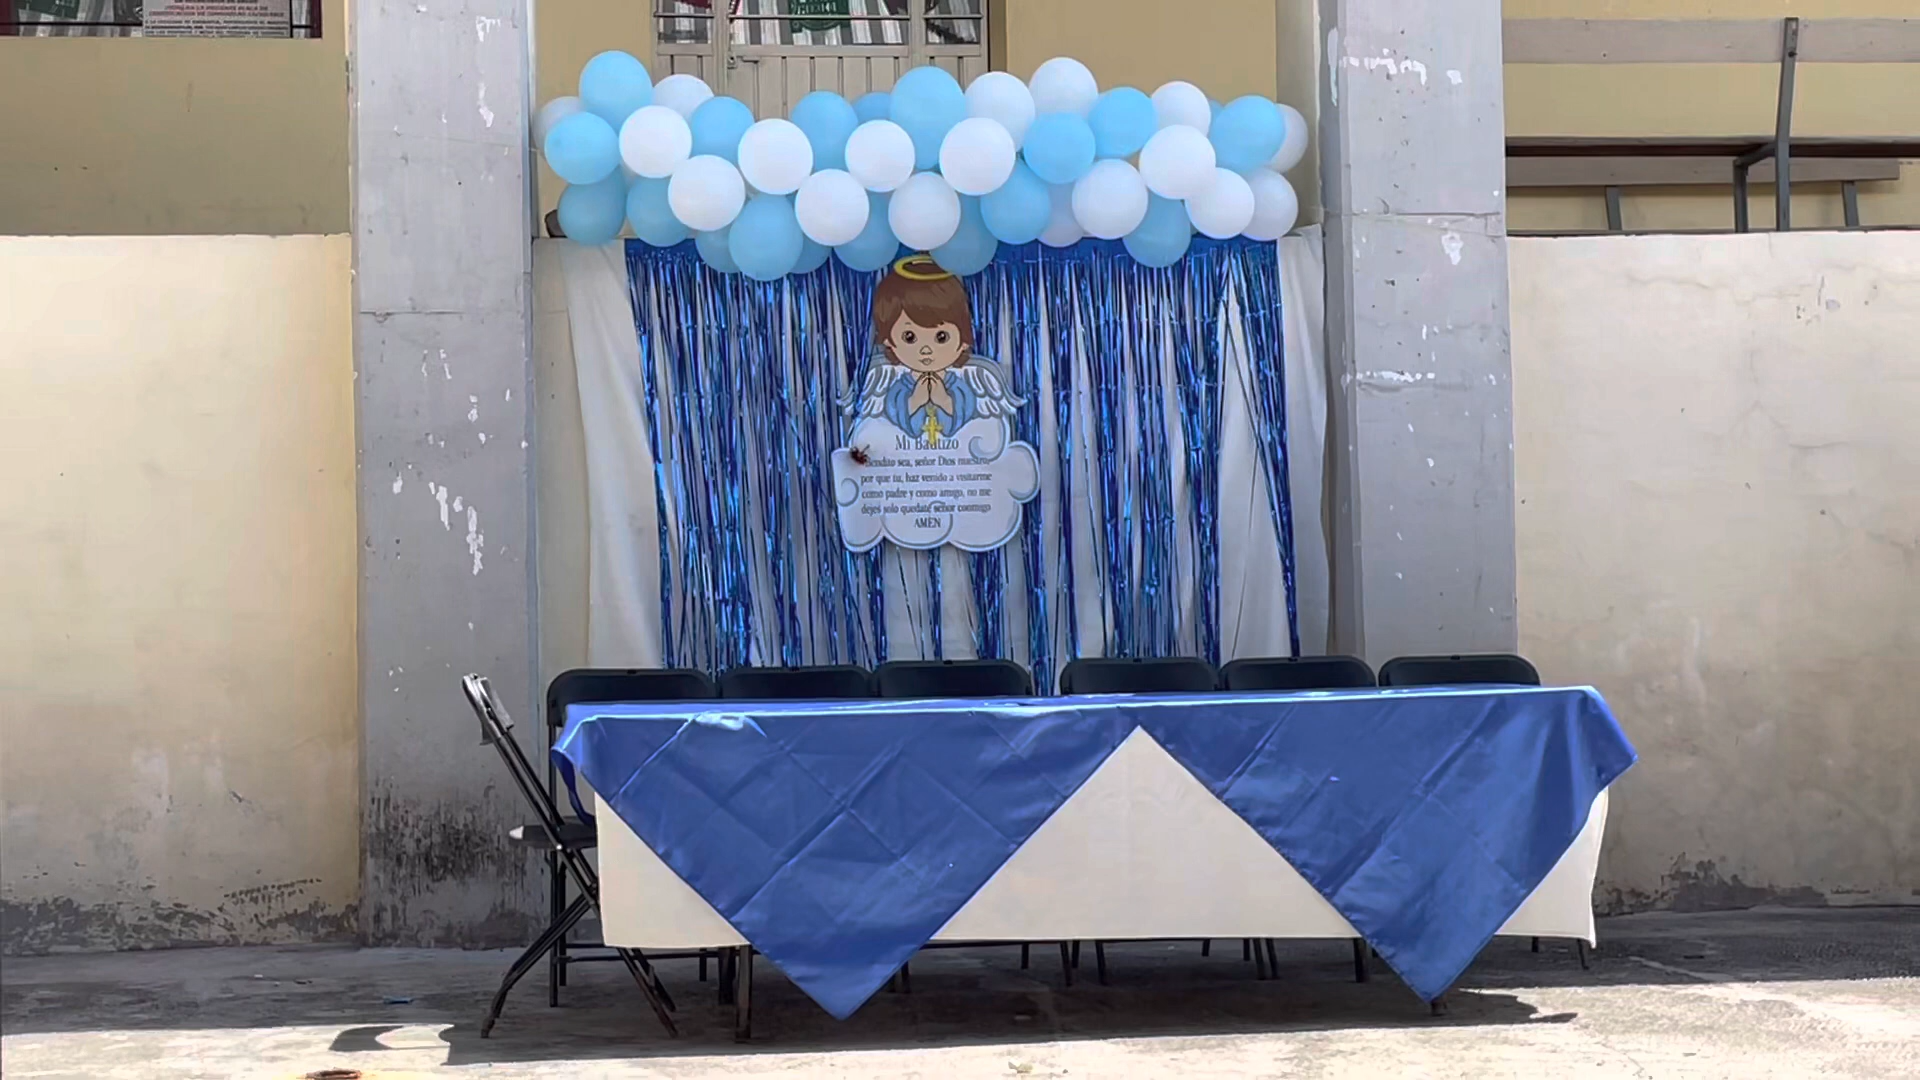 Mi Bautizo
Bendito sea, señor Dios nuestro,
por que tu, haz venido a visitarme
como padre y como amigo, no me
dejes solo quedate señor conmigo
AMEN